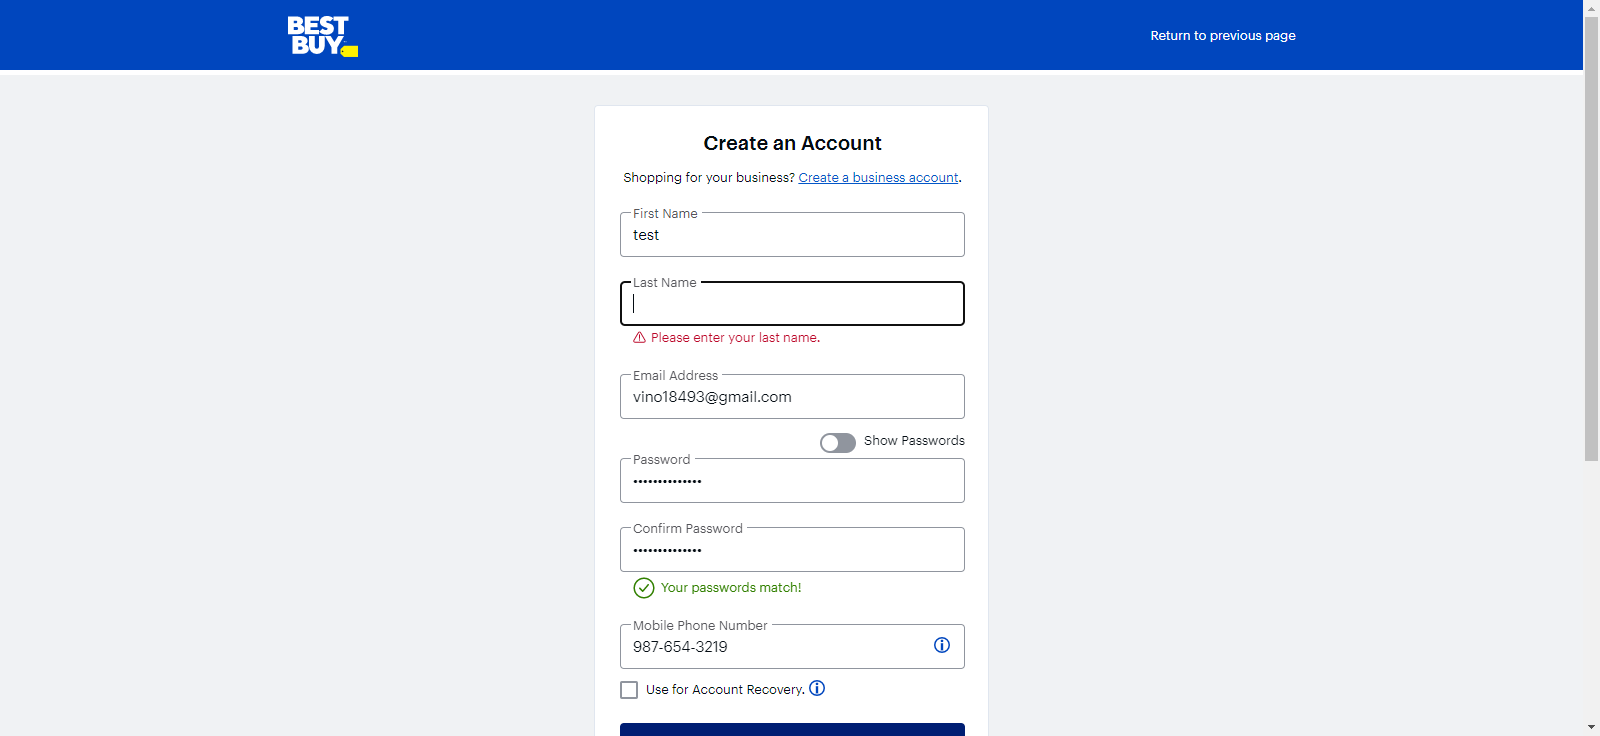 BEST
BUY
Return to previous page
Create an Account
Shopping for your business? Create a business account.
First Name
test
Last Name
Please enter your last name.
Email Address
vino18493@gmail.com
Show Passwords
Password
••••••••••••••
Confirm Password
••••••••••••••
Your passwords match!
Mobile Phone Number
987-654-3219
Use for Account Recovery.